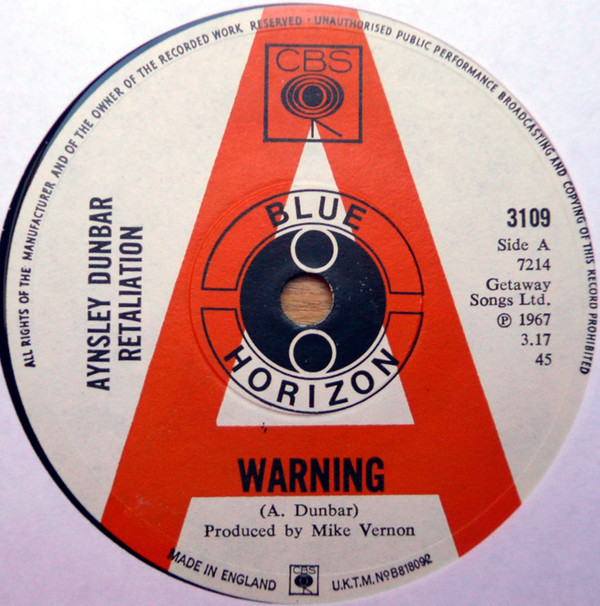 ALL RIGHTS OF THE MANUFACTURER AND OF THE OWNER OF THE RECORDED WORK RESERVED · UNAUTHORISED PUBLIC PERFORMANCE BROADCASTING AND COPYING OF THIS RECORD PROHIBITED
CBS
A
BLUE
HORIZON
AYNSLEY DUNBAR
RETALIATION
3109
Side A
7214
Getaway
Songs Ltd.
℗ 1967
3.17
45
WARNING
(A. Dunbar)
Produced by Mike Vernon
MADE IN ENGLAND CBS U.K.T.M. NºB818092